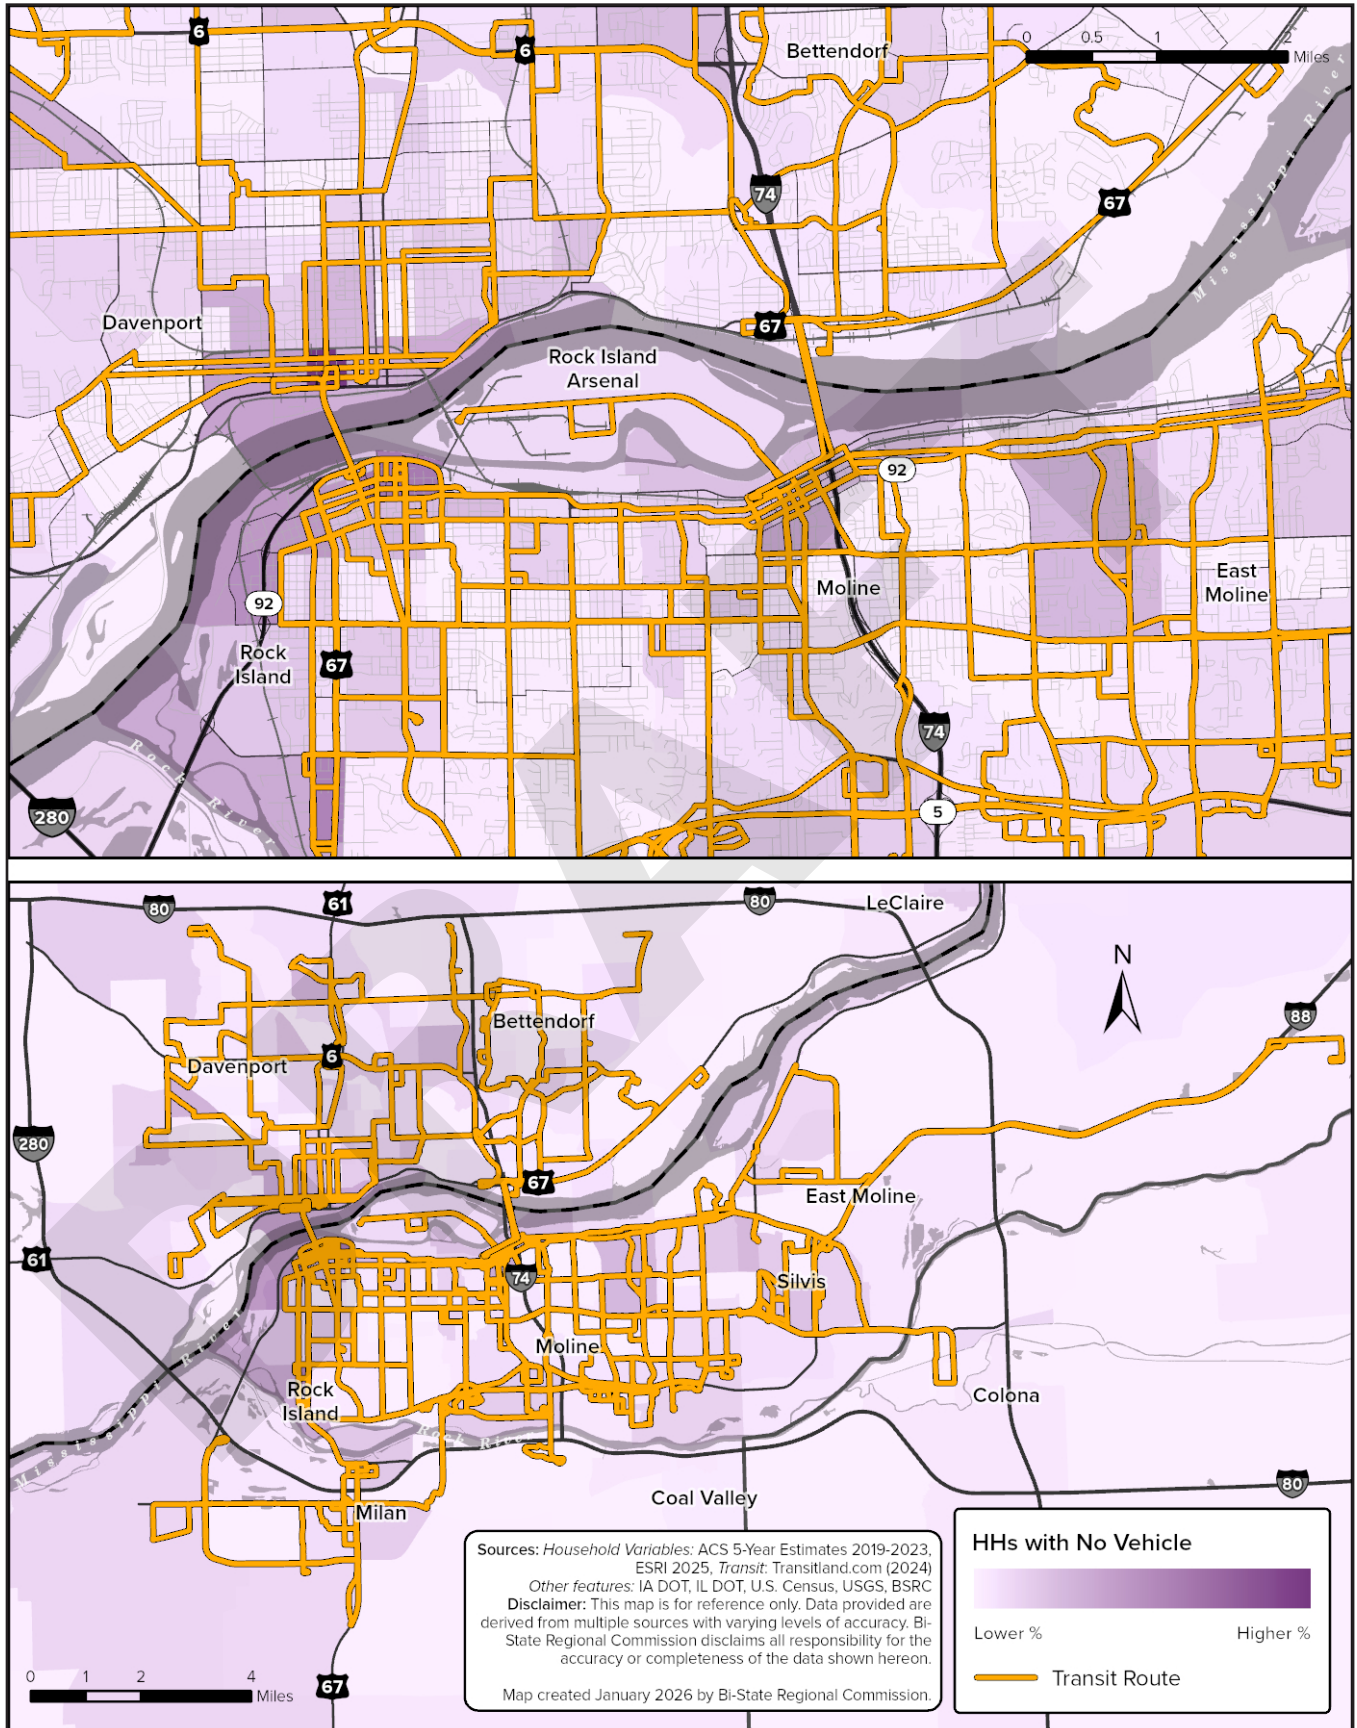 6
6
Bettendorf
0 0.5 1 2
Miles
74
67
Mississippi River
Davenport
67
Rock Island
Arsenal
92
92
Moline
East
Moline
Rock
Island
67
74
Rock River
280
5
DRAFT
80
61
80
LeClaire
N
88
Bettendorf
6
Davenport
280
67
East Moline
61
74
Silvis
Mississippi River
Moline
Rock
Island
Colona
Rock River
80
Coal Valley
Milan
Sources: Household Variables: ACS 5-Year Estimates 2019-2023,
ESRI 2025, Transit: Transitland.com (2024)
Other features: IA DOT, IL DOT, U.S. Census, USGS, BSRC
Disclaimer: This map is for reference only. Data provided are
derived from multiple sources with varying levels of accuracy. Bi-
State Regional Commission disclaims all responsibility for the
accuracy or completeness of the data shown hereon.
Map created January 2026 by Bi-State Regional Commission.
HHs with No Vehicle
Lower % Higher %
Transit Route
0 1 2 4
Miles
67